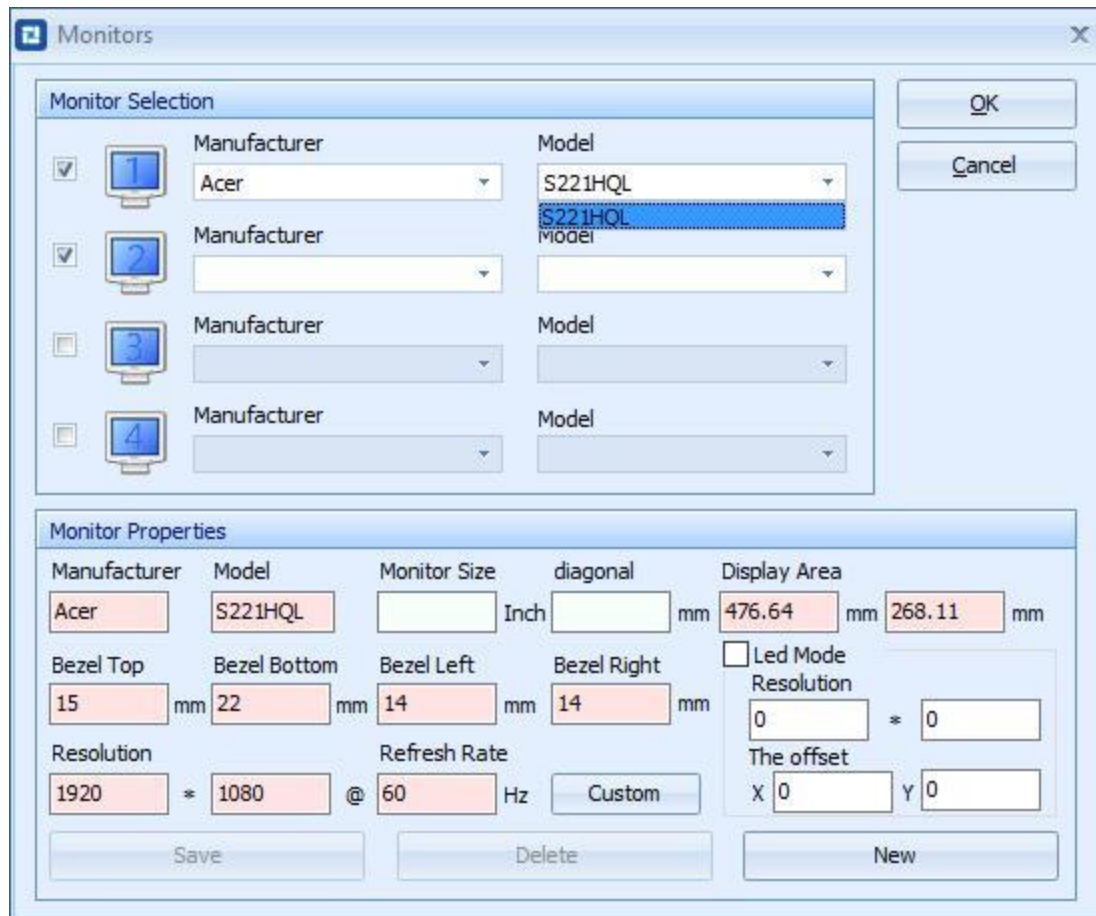 Monitors
Monitor Selection
OK
Cancel
1
Manufacturer
Model
Acer
S221HQL
S221HQL
2
Manufacturer
Model
3
Manufacturer
Model
4
Manufacturer
Model
Monitor Properties
Manufacturer Model Monitor Size diagonal Display Area
Acer S221HQL Inch mm 476.64 mm 268.11 mm
Bezel Top Bezel Bottom Bezel Left Bezel Right Led Mode
15 mm 22 mm 14 mm 14 mm
Resolution
0 * 0
Resolution Refresh Rate
1920 * 1080 @ 60 Hz Custom
The offset
X 0 Y 0
Save Delete New